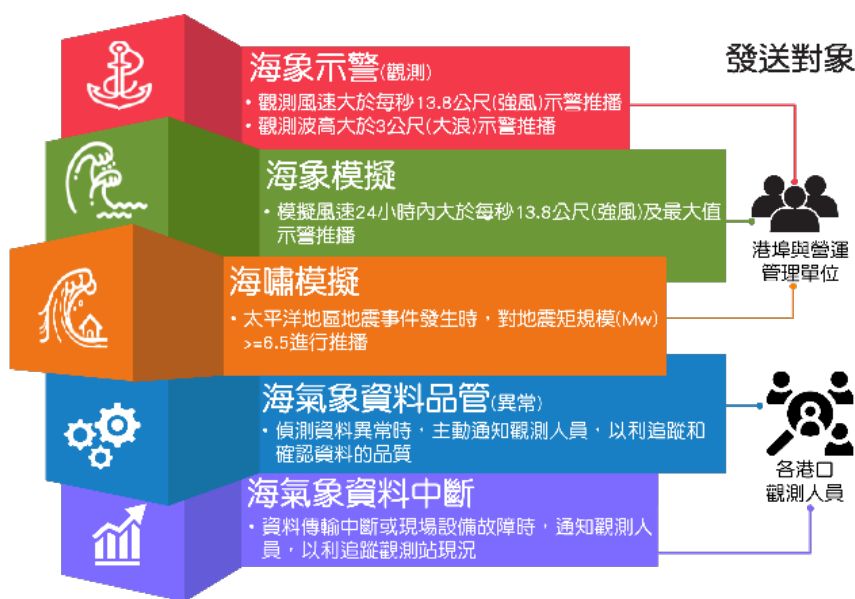 發送對象
海象示警(觀測)
• 觀測風速大於每秒13.8公尺(強風)示警推播
• 觀測波高大於3公尺(大浪)示警推播
海象模擬
• 模擬風速24小時內大於每秒13.8公尺(強風)及最大值
示警推播
港埠與營運
管理單位
海嘯模擬
• 太平洋地區地震事件發生時，對地震矩規模(Mw)
>=6.5進行推播
海氣象資料品管(異常)
• 偵測資料異常時，主動通知觀測人員，以利追蹤和
確認資料的品質
各港口
觀測人員
海氣象資料中斷
• 資料傳輸中斷或現場設備故障時，通知觀測人
員，以利追蹤觀測站現況